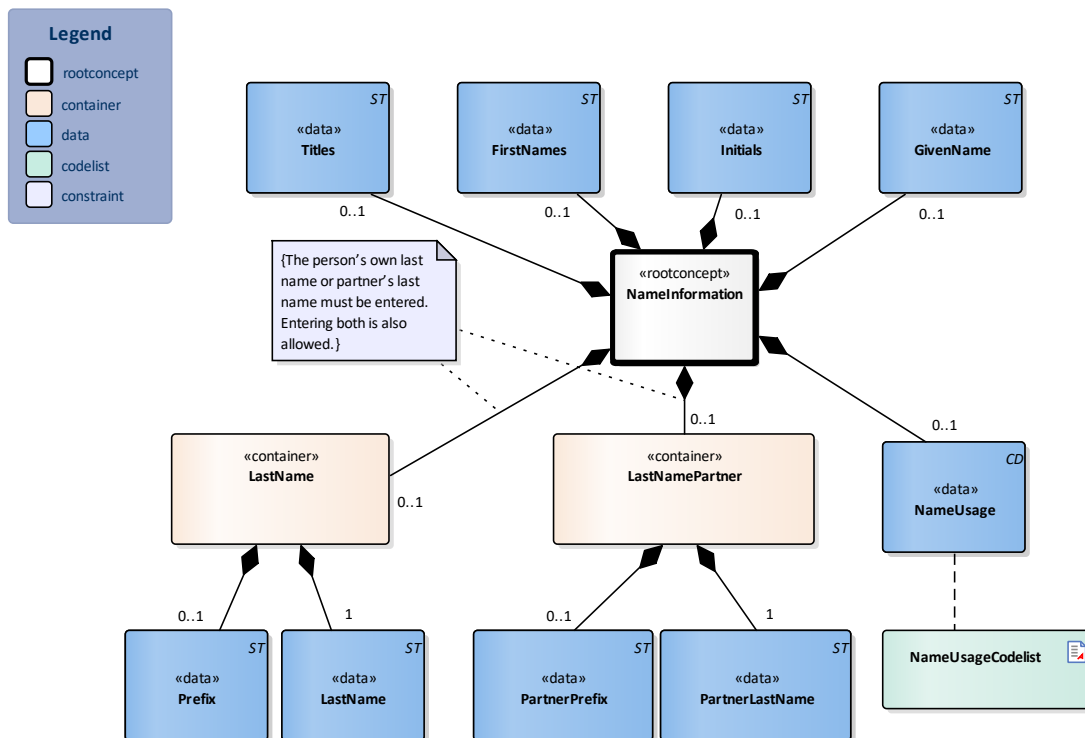 Legend
rootconcept
container
data
codelist
constraint
ST
«data»
Titles
ST
«data»
FirstNames
ST
«data»
Initials
ST
«data»
GivenName
0..1
0..1
0..1
0..1
{The person's own last
name or partner's last
name must be entered.
Entering both is also
allowed.}
«rootconcept»
NameInformation
0..1
0..1
0..1
«container»
LastName
«container»
LastNamePartner
CD
«data»
NameUsage
0..1
1
0..1
1
ST
«data»
Prefix
ST
«data»
LastName
ST
«data»
PartnerPrefix
ST
«data»
PartnerLastName
NameUsageCodelist